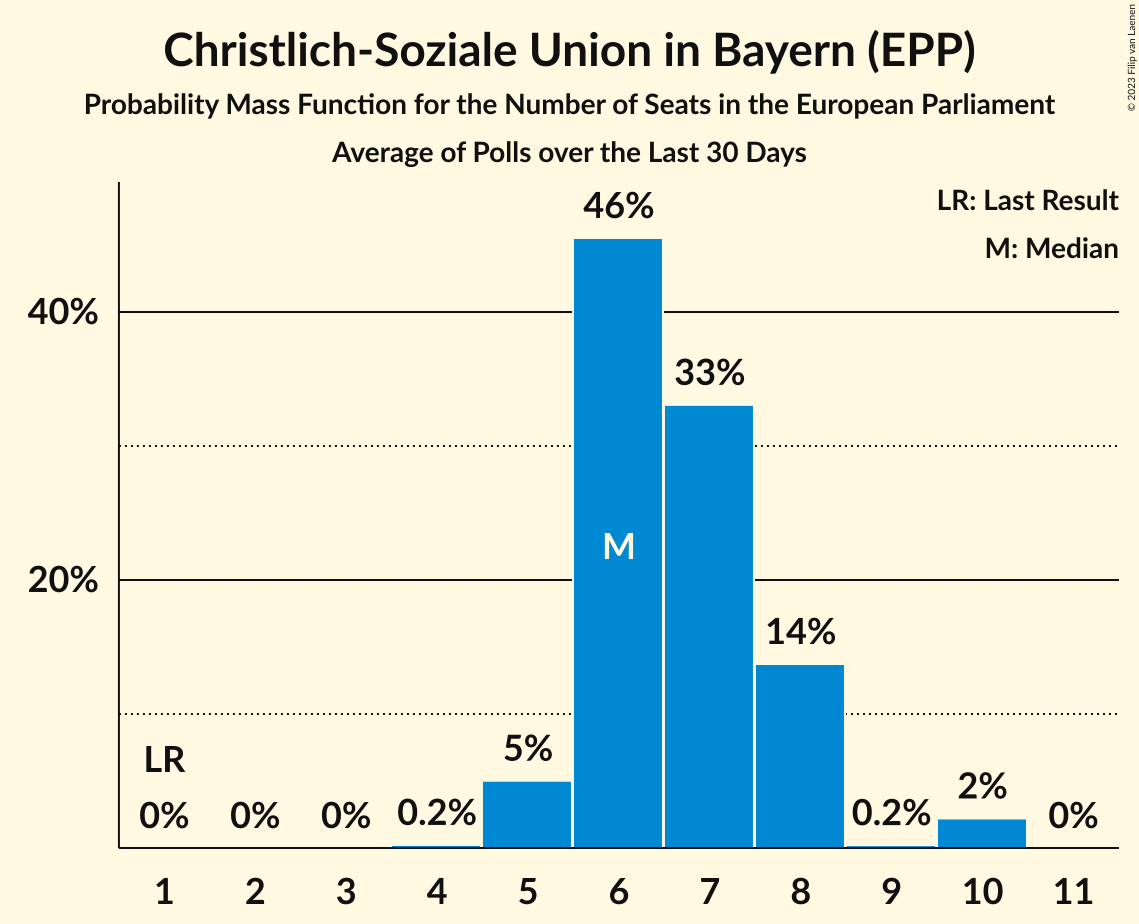 Christlich-Soziale Union in Bayern (EPP)
Probability Mass Function for the Number of Seats in the European Parliament
Average of Polls over the Last 30 Days
© 2023 Filip van Laenen
LR: Last Result
M: Median
46%
40%
33%
M
20%
14%
LR
5%
0%
0%
0%
0.2%
0.2%
2%
0%
1 2 3 4 5 6 7 8 9 10 11